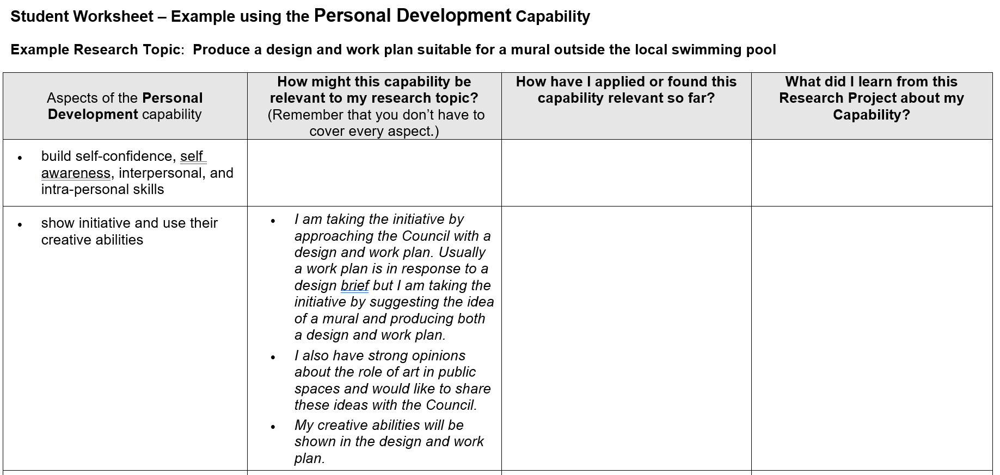 Student Worksheet – Example using the Personal Development Capability
Example Research Topic:  Produce a design and work plan suitable for a mural outside the local swimming pool
Aspects of the Personal
Development capability
How might this capability be
relevant to my research topic?
(Remember that you don’t have to
cover every aspect.)
How have I applied or found this
capability relevant so far?
What did I learn from this
Research Project about my
Capability?
• build self-confidence, self
awareness, interpersonal, and
intra-personal skills
• show initiative and use their
creative abilities
• I am taking the initiative by
approaching the Council with a
design and work plan. Usually
a work plan is in response to a
design brief but I am taking the
initiative by suggesting the idea
of a mural and producing both
a design and work plan.
• I also have strong opinions
about the role of art in public
spaces and would like to share
these ideas with the Council.
• My creative abilities will be
shown in the design and work
plan.